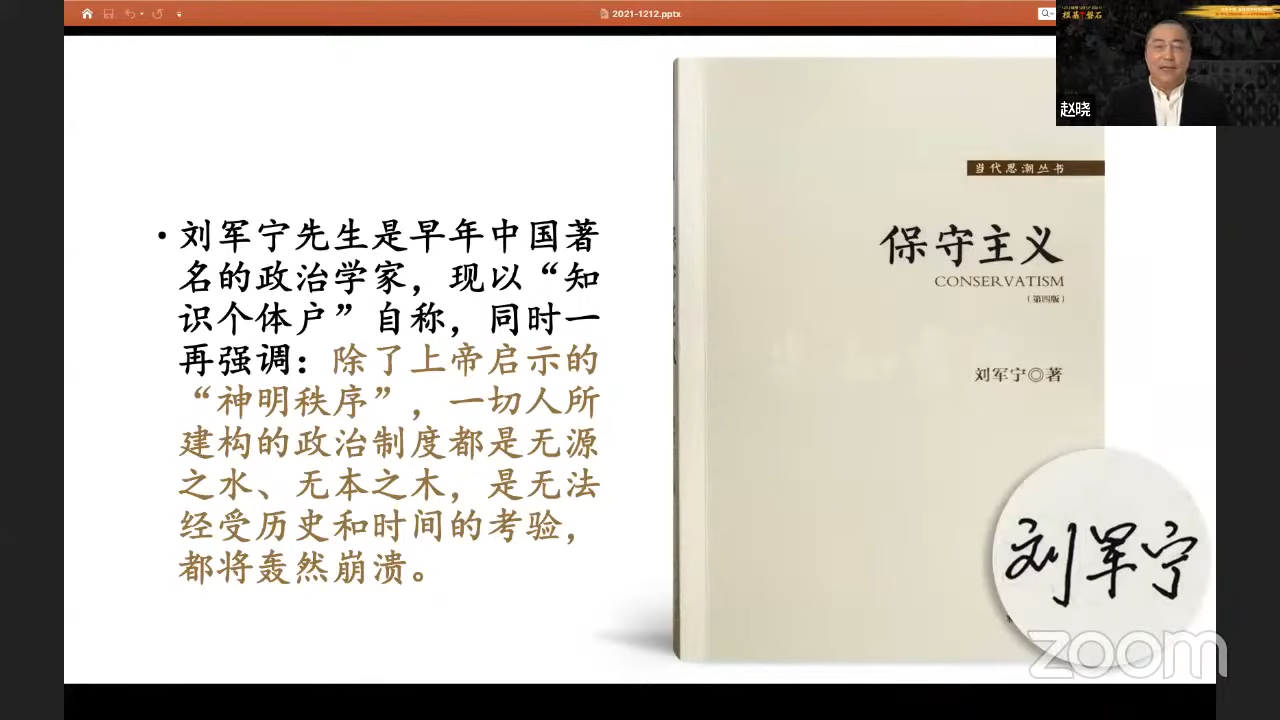 2021-1212.pptx
根基 磐石
赵晓
• 刘军宁先生是早年中国著
名的政治学家，现以“知
识个体户”自称，同时一
再强调：除了上帝启示的
“神明秩序”，一切人所
建构的政治制度都是无源
之水、无本之木，是无法
经受历史和时间的考验，
都将轰然崩溃。
当代思潮丛书
保守主义
CONSERVATISM
（第四版）
刘军宁◎著
刘军宁
zoom